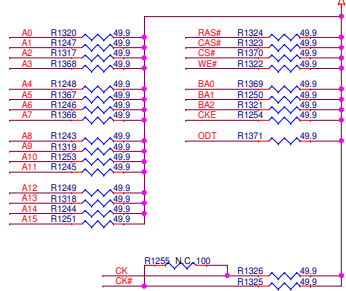 A0 R1320 49.9
A1 R1247 49.9
A2 R1317 49.9
A3 R1368 49.9
A4 R1248 49.9
A5 R1367 49.9
A6 R1246 49.9
A7 R1366 49.9
A8 R1243 49.9
A9 R1319 49.9
A10 R1253 49.9
A11 R1245 49.9
A12 R1249 49.9
A13 R1318 49.9
A14 R1244 49.9
A15 R1251 49.9
RAS# R1324 49.9
CAS# R1323 49.9
CS# R1370 49.9
WE# R1322 49.9
BA0 R1369 49.9
BA1 R1250 49.9
BA2 R1321 49.9
CKE R1254 49.9
ODT R1371 49.9
R1255 N.C. 100
CK R1326 49.9
CK# R1325 49.9